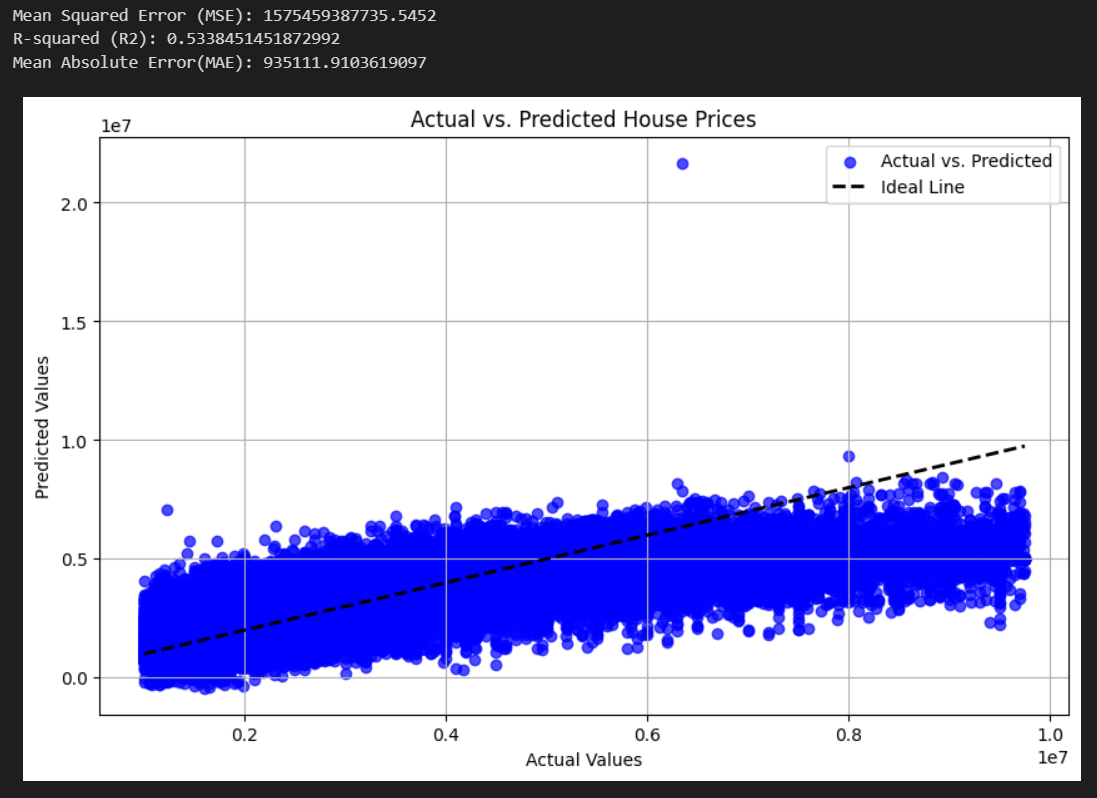 Mean Squared Error (MSE): 1575459387735.5452
R-squared (R2): 0.5338451451872992
Mean Absolute Error(MAE): 935111.9103619097
Actual vs. Predicted House Prices
1e7
Actual vs. Predicted
Ideal Line
2.0
1.5
1.0
0.5
0.0
Predicted Values
0.2 0.4 0.6 0.8 1.0
1e7
Actual Values